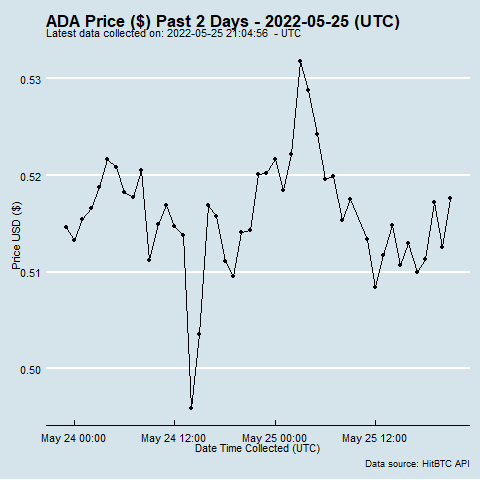 ADA Price ($) Past 2 Days - 2022-05-25 (UTC)
Latest data collected on: 2022-05-25 21:04:56  - UTC
0.53
0.52
0.51
0.50
Price USD ($)
May 24 00:00
May 24 12:00
May 25 00:00
May 25 12:00
Date Time Collected (UTC)
Data source: HitBTC API